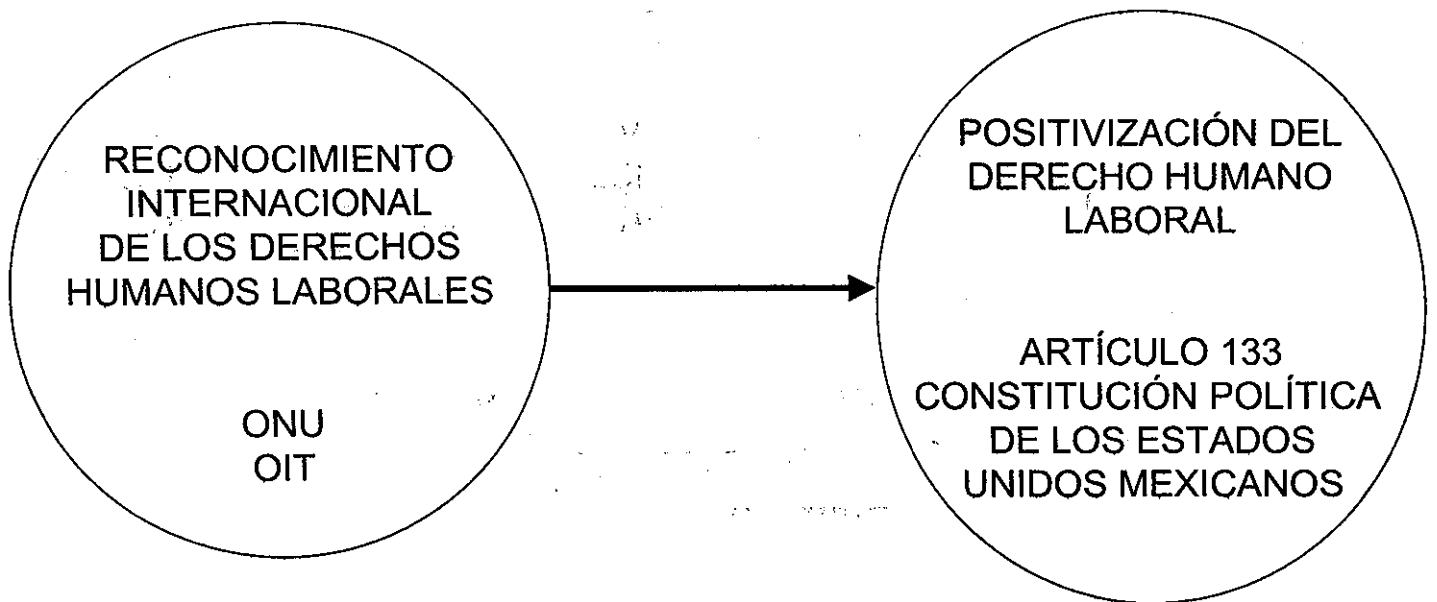 RECONOCIMIENTO
INTERNACIONAL
DE LOS DERECHOS
HUMANOS LABORALES
ONU
OIT
POSITIVIZACIÓN DEL
DERECHO HUMANO
LABORAL
ARTÍCULO 133
CONSTITUCIÓN POLÍTICA
DE LOS ESTADOS
UNIDOS MEXICANOS